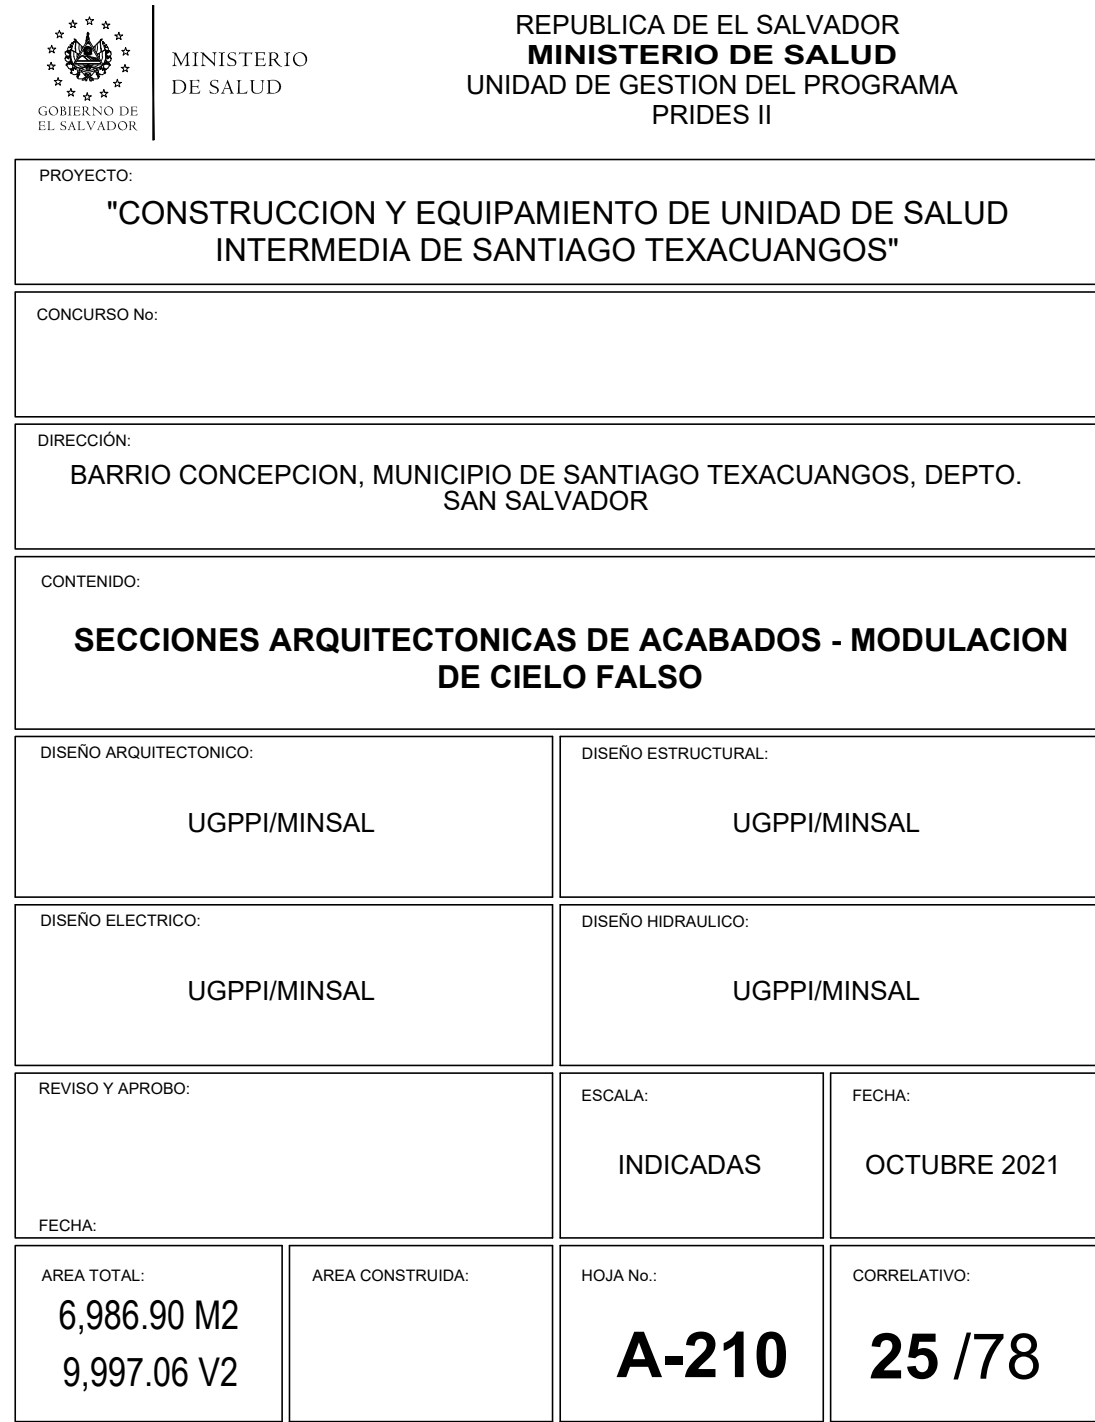 GOBIERNO DE
EL SALVADOR
MINISTERIO
DE SALUD
REPUBLICA DE EL SALVADOR
MINISTERIO DE SALUD
UNIDAD DE GESTION DEL PROGRAMA
PRIDES II
PROYECTO:
"CONSTRUCCION Y EQUIPAMIENTO DE UNIDAD DE SALUD
INTERMEDIA DE SANTIAGO TEXACUANGOS"
CONCURSO No:
DIRECCIÓN:
BARRIO CONCEPCION, MUNICIPIO DE SANTIAGO TEXACUANGOS, DEPTO.
SAN SALVADOR
CONTENIDO:
SECCIONES ARQUITECTONICAS DE ACABADOS - MODULACION
DE CIELO FALSO
DISEÑO ARQUITECTONICO:
UGPPI/MINSAL
DISEÑO ESTRUCTURAL:
UGPPI/MINSAL
DISEÑO ELECTRICO:
UGPPI/MINSAL
DISEÑO HIDRAULICO:
UGPPI/MINSAL
REVISO Y APROBO:
FECHA:
ESCALA:
INDICADAS
FECHA:
OCTUBRE 2021
AREA TOTAL:
6,986.90 M2
9,997.06 V2
AREA CONSTRUIDA:
HOJA No.:
A-210
CORRELATIVO:
25 /78